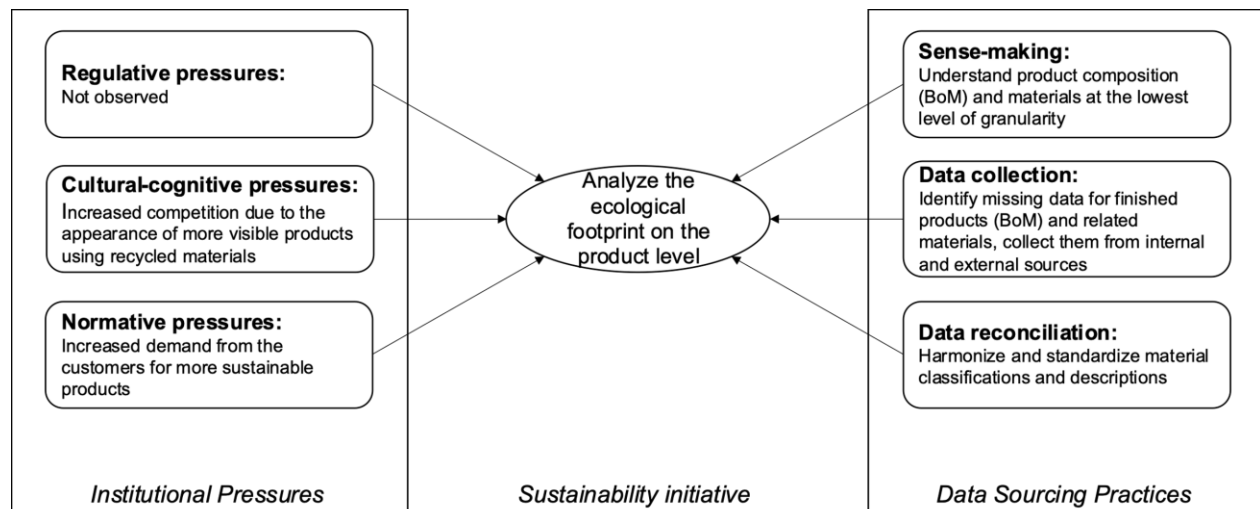 Regulative pressures:
Not observed
Cultural-cognitive pressures:
Increased competition due to the
appearance of more visible products
using recycled materials
Normative pressures:
Increased demand from the
customers for more sustainable
products
Institutional Pressures
Analyze the
ecological
footprint on the
product level
Sustainability initiative
Sense-making:
Understand product composition
(BoM) and materials at the lowest
level of granularity
Data collection:
Identify missing data for finished
products (BoM) and related
materials, collect them from internal
and external sources
Data reconciliation:
Harmonize and standardize material
classifications and descriptions
Data Sourcing Practices